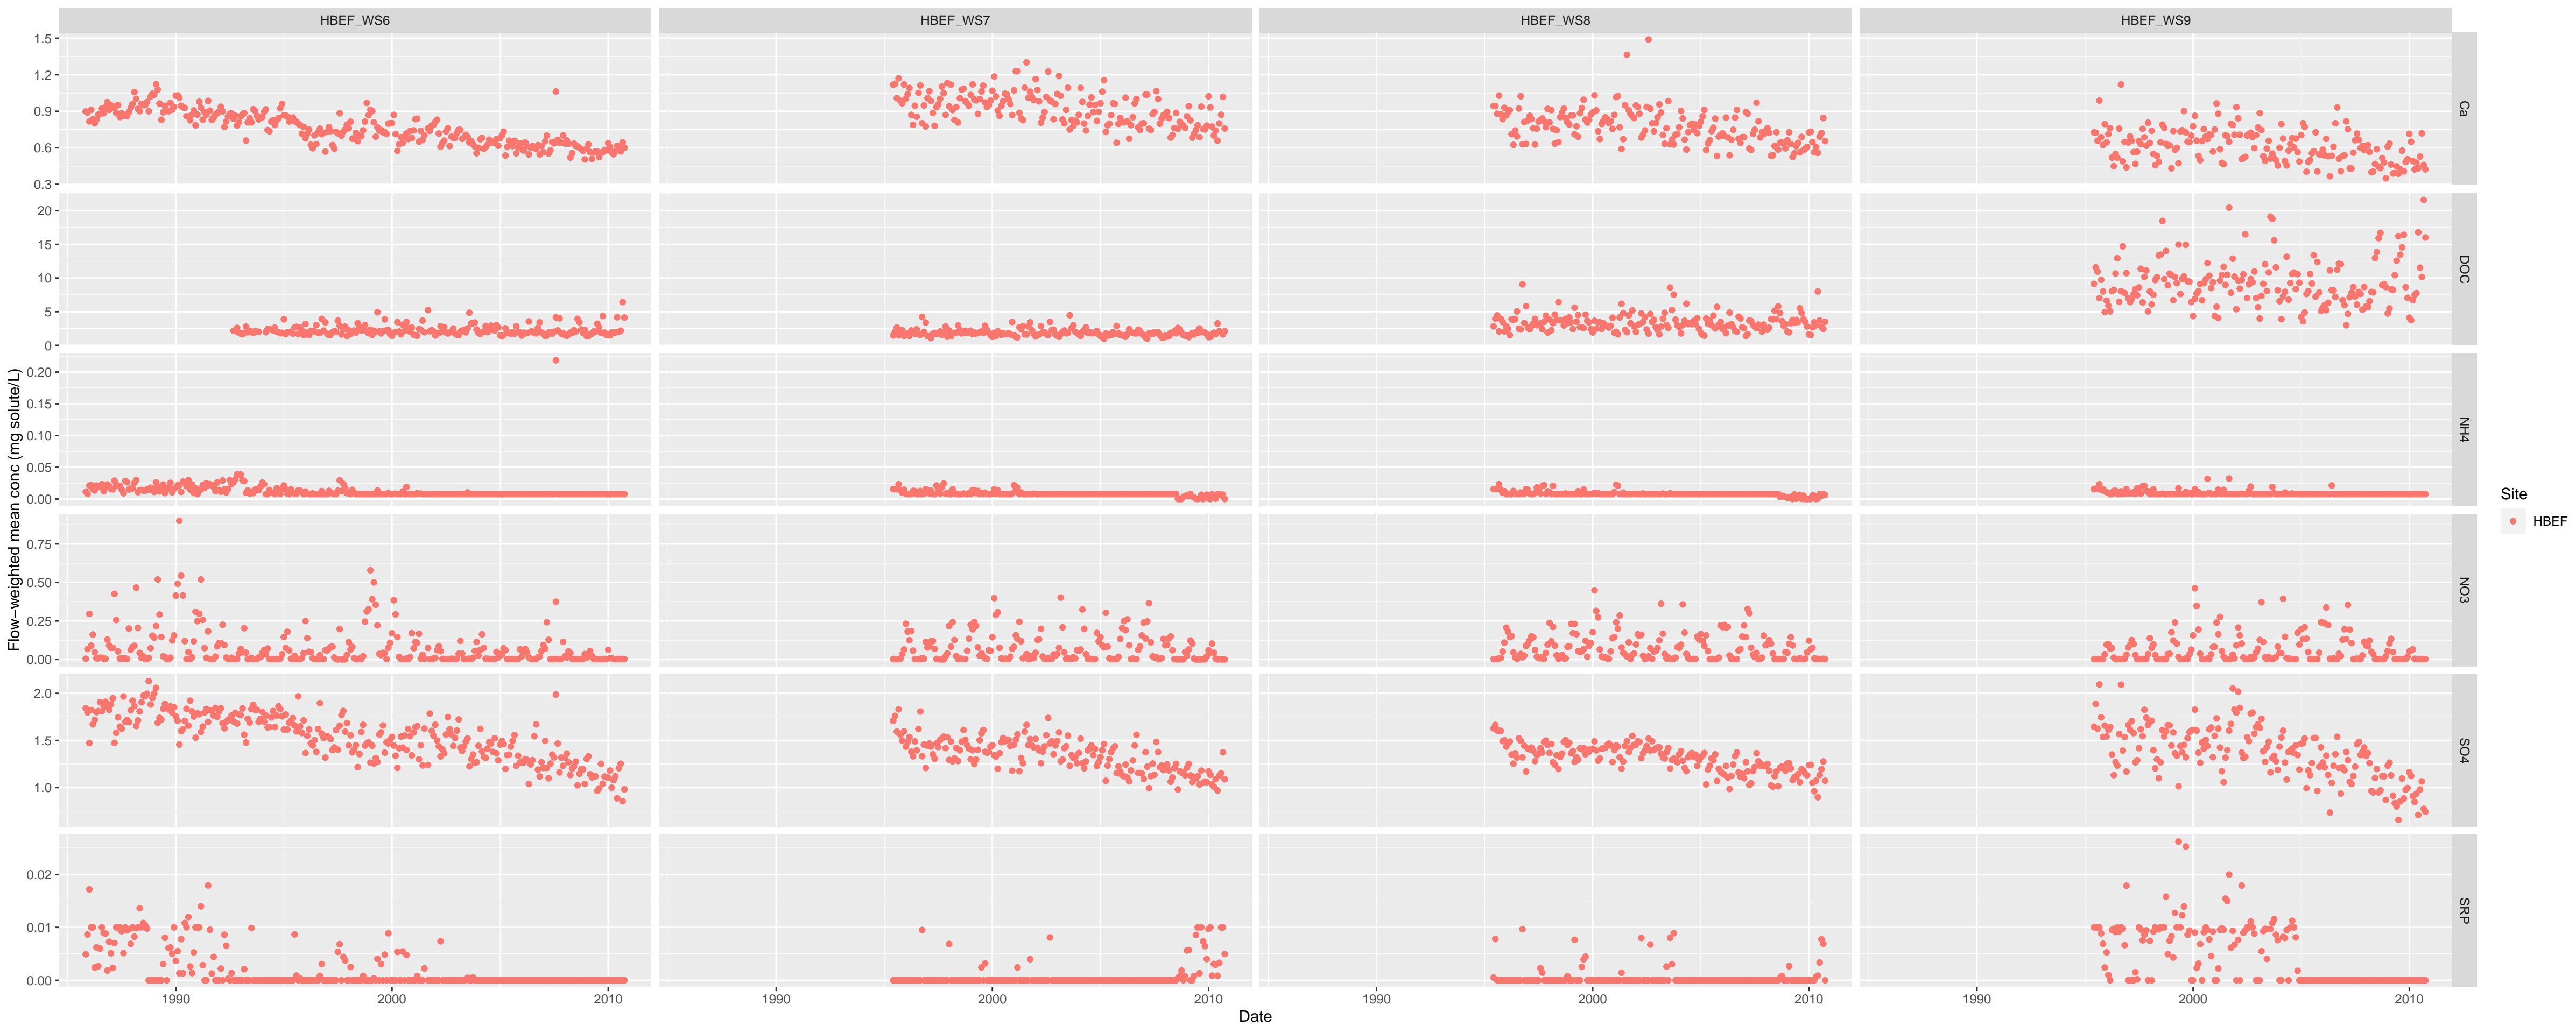 HBEF_WS6 HBEF_WS7 HBEF_WS8 HBEF_WS9
1.5
1.2
0.9
0.6
0.3
Ca
20
15
10
5
0
DOC
0.20
0.15
0.10
0.05
0.00
NH4
0.75
0.50
0.25
0.00
NO3
2.0
1.5
1.0
SO4
0.02
0.01
0.00
SRP
1990 2000 2010 1990 2000 2010 1990 2000 2010 1990 2000 2010
Date
Flow−weighted mean conc (mg solute/L)
Site
HBEF